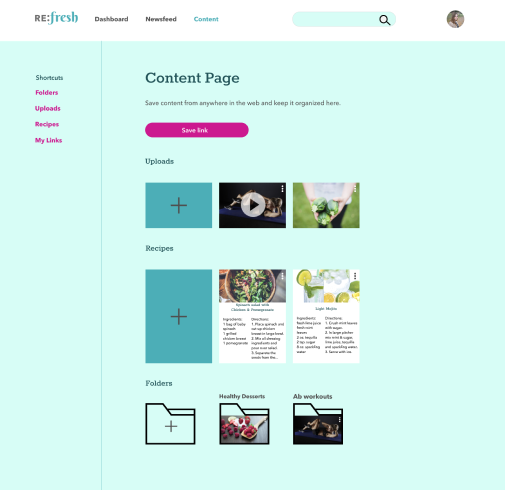 RE:fresh
Dashboard
Newsfeed
Content
Shortcuts
Folders
Uploads
Recipes
My Links
Content Page
Save content from anywhere in the web and keep it organized here.
Save link
Uploads
Recipes
Spinach salad with
Chicken & Pomegranate
Ingredients:
1 bag of baby
spinach
1 grilled
chicken breast
1 pomegranate
Directions:
1. Place spinach and
cut-up chicken
breast in large bowl.
2. Mix all dressing
ingredients and
pour over salad
3. Separate the
seeds from the...
Light Mojito
Ingredients:
fresh lime juice
fresh mint
leaves
2 oz. tequila
2 tsp. sugar
8 oz. sparkling
water
Directions:
1. Crush mint leaves
with sugar.
2. In large pitcher
mix mint & sugar,
lime juice, tequila
and sparkling water.
3. Serve with ice.
Folders
Healthy Desserts
Ab workouts